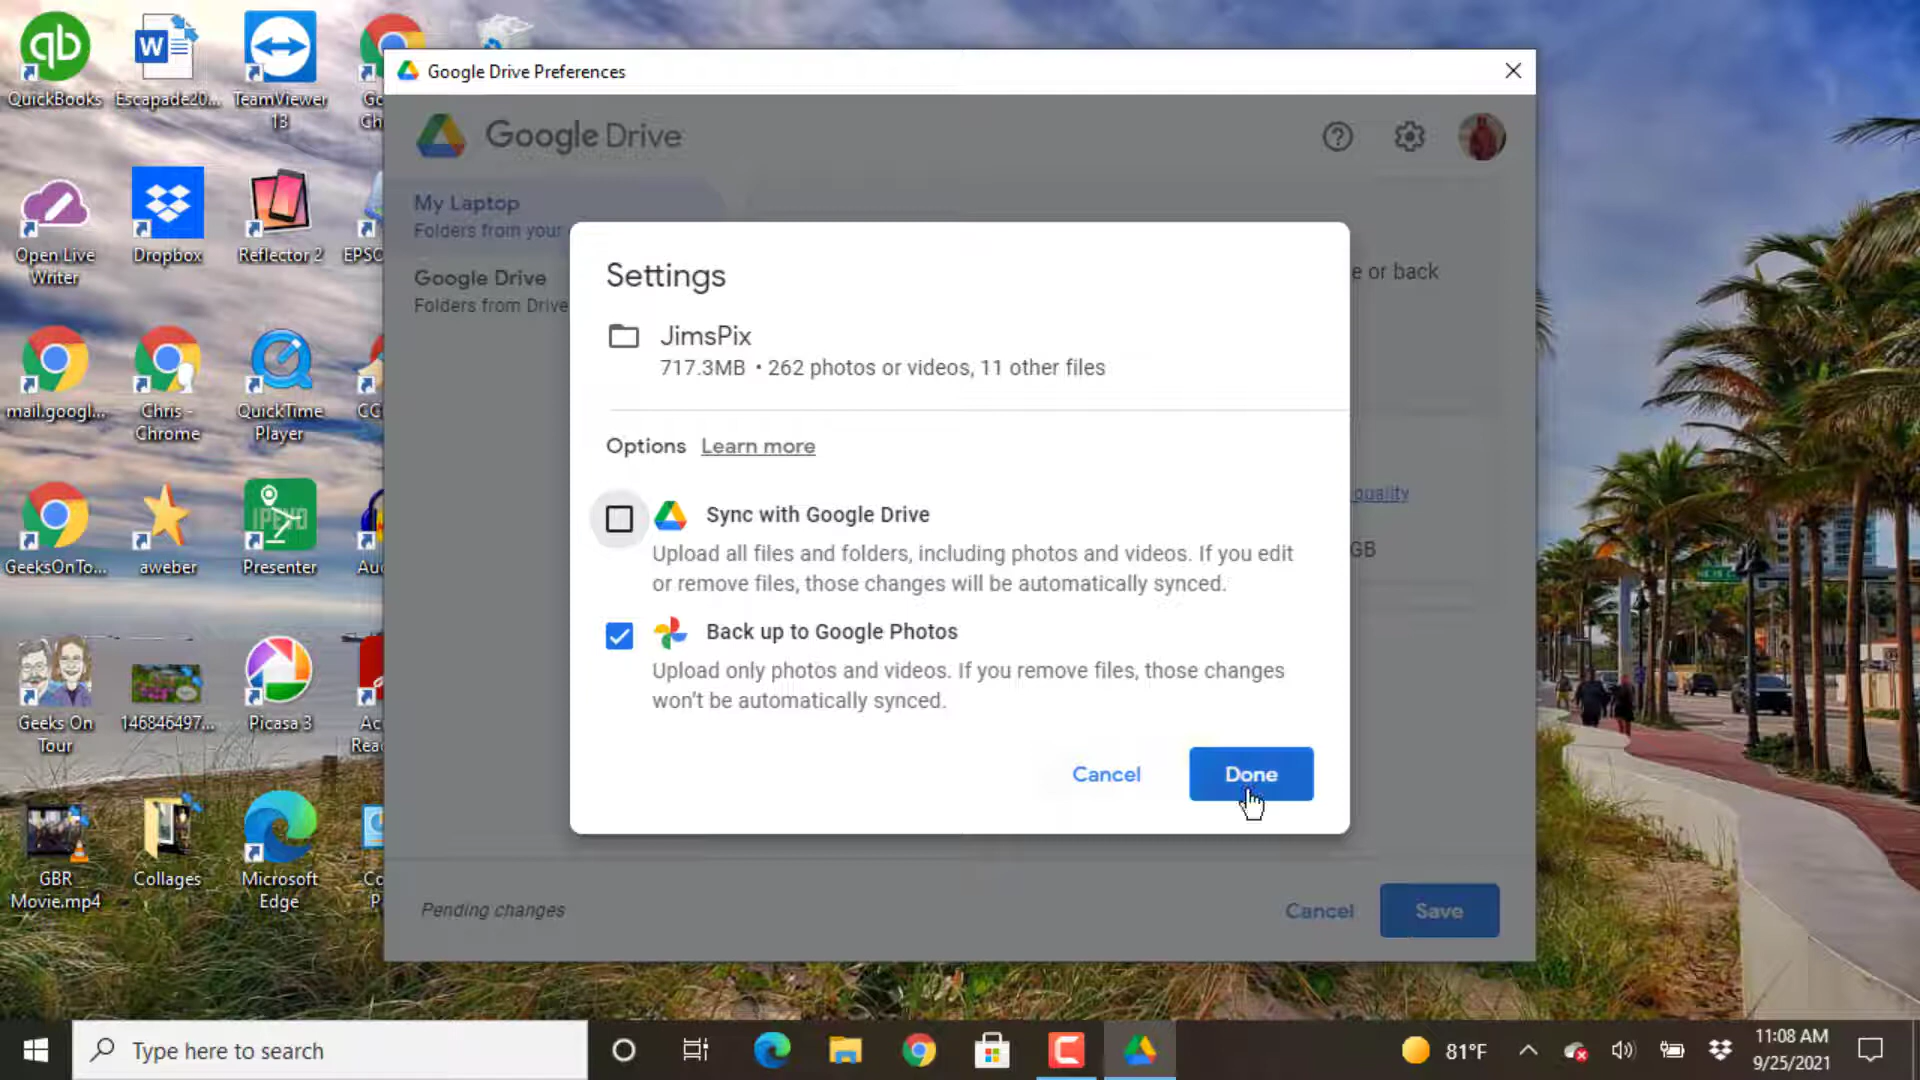 QuickBooks
Escapade20...
TeamViewer
13
Google Drive Preferences
Google Drive
My Laptop
Folders from your
Google Drive
Folders from Drive
e or back
quality
GB
Settings
JimsPix
717.3MB • 262 photos or videos, 11 other files
Options Learn more
Sync with Google Drive
Upload all files and folders, including photos and videos. If you edit
or remove files, those changes will be automatically synced.
Back up to Google Photos
Upload only photos and videos. If you remove files, those changes
won't be automatically synced.
Cancel Done
Pending changes
Cancel Save
Open Live
Writer
Dropbox
Reflector 2
mail.googl...
Chris -
Chrome
QuickTime
Player
GeeksOnTo...
aweber
IPEVO
Presenter
Geeks On
Tour
146846497...
Picasa 3
GBR
Movie.mp4
Collages
Microsoft
Edge
Type here to search
81°F
11:08 AM
9/25/2021